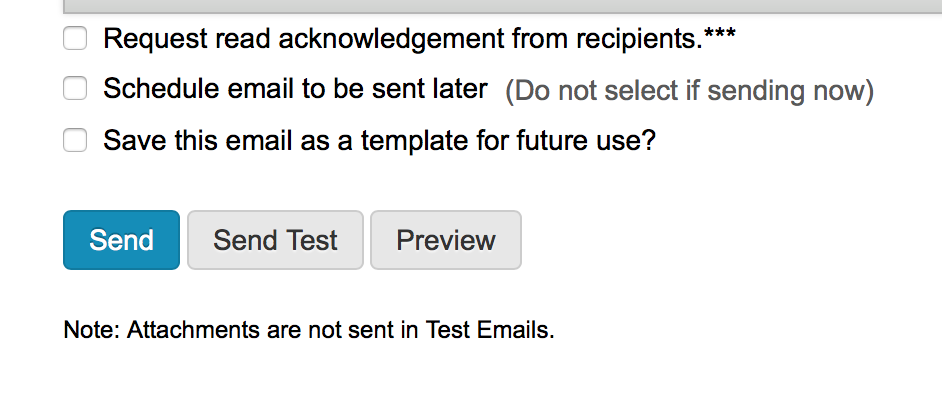 Request read acknowledgement from recipients.***
Schedule email to be sent later (Do not select if sending now)
Save this email as a template for future use?
Send Send Test Preview
Note: Attachments are not sent in Test Emails.